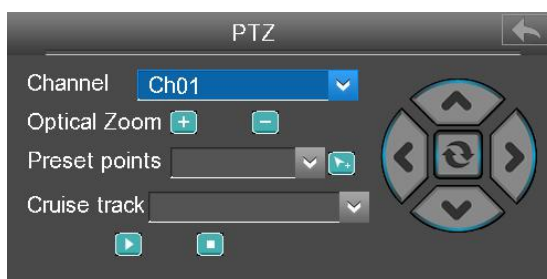 PTZ
Channel Ch01
Optical Zoom
Preset points
Cruise track